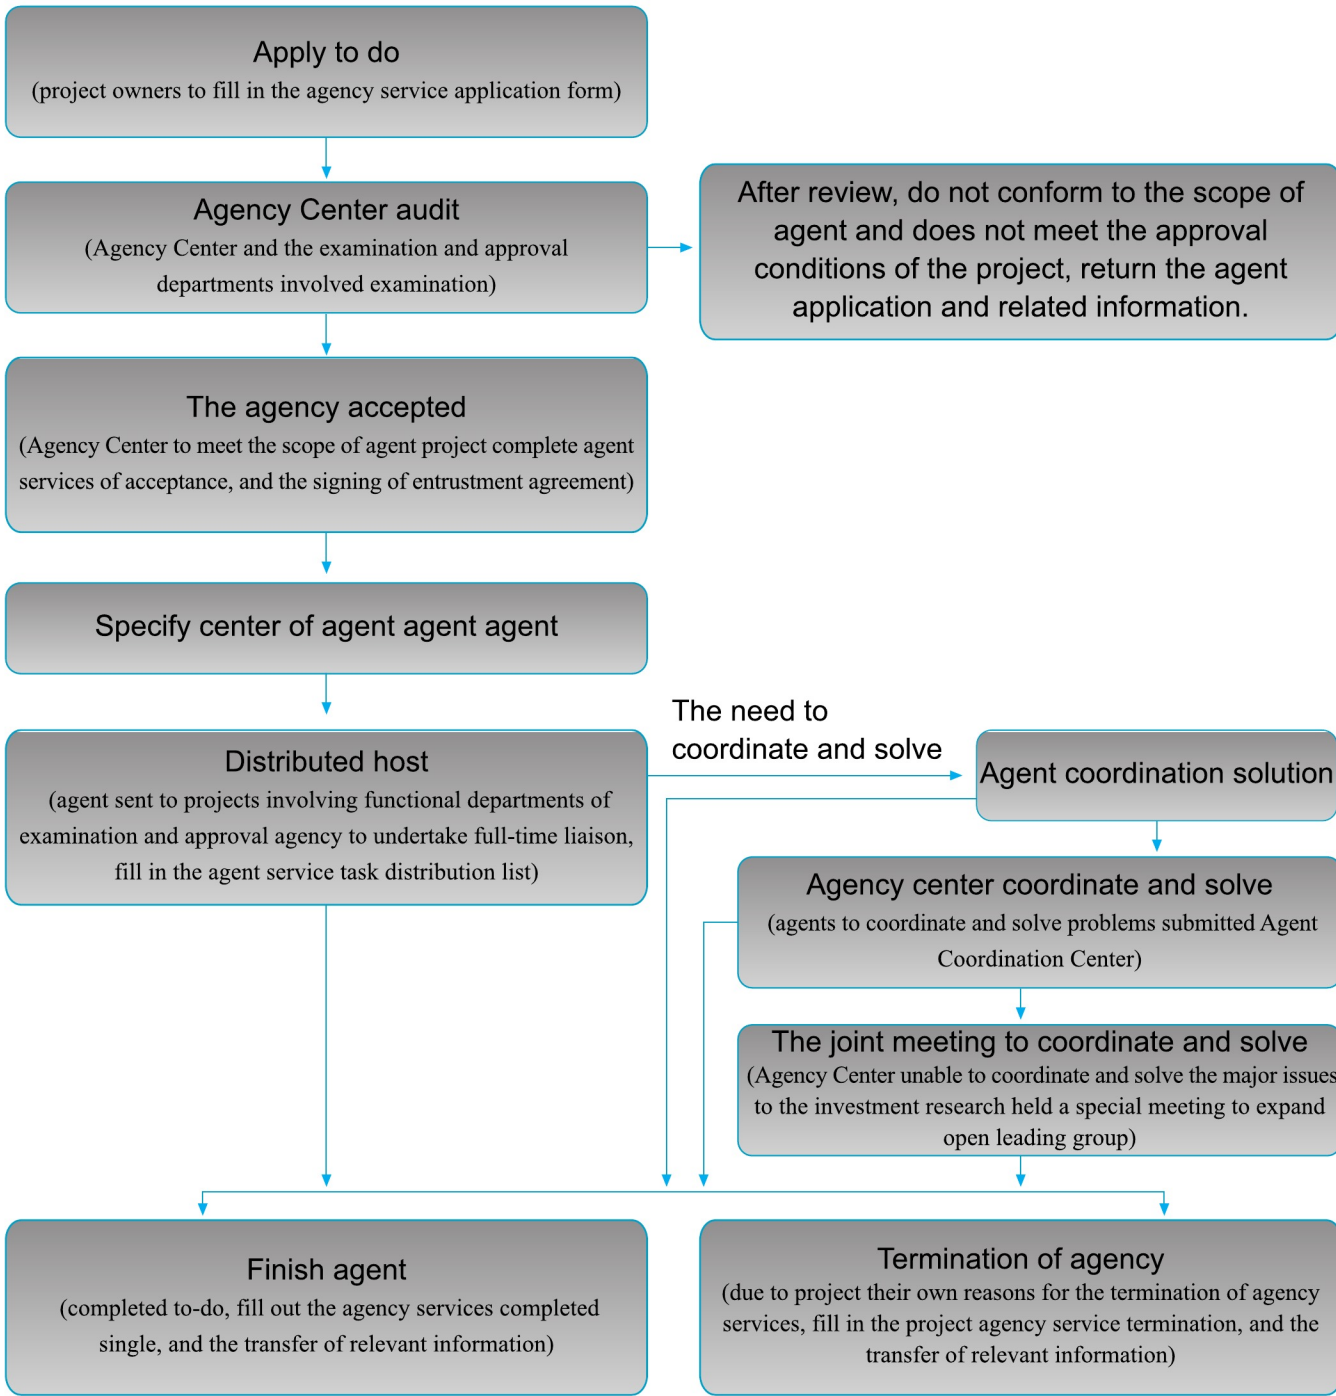 Apply to do
(project owners to fill in the agency service application form)
Agency Center audit
(Agency Center and the examination and approval
departments involved examination)
After review, do not conform to the scope of
agent and does not meet the approval
conditions of the project, return the agent
application and related information.
The agency accepted
(Agency Center to meet the scope of agent project complete agent
services of acceptance, and the signing of entrustment agreement)
Specify center of agent agent agent
The need to
coordinate and solve
Distributed host
(agent sent to projects involving functional departments of
examination and approval agency to undertake full-time liaison,
fill in the agent service task distribution list)
Agent coordination solution
Agency center coordinate and solve
(agents to coordinate and solve problems submitted Agent
Coordination Center)
The joint meeting to coordinate and solve
(Agency Center unable to coordinate and solve the major issues
to the investment research held a special meeting to expand
open leading group)
Finish agent
(completed to-do, fill out the agency services completed
single, and the transfer of relevant information)
Termination of agency
(due to project their own reasons for the termination of agency
services, fill in the project agency service termination, and the
transfer of relevant information)